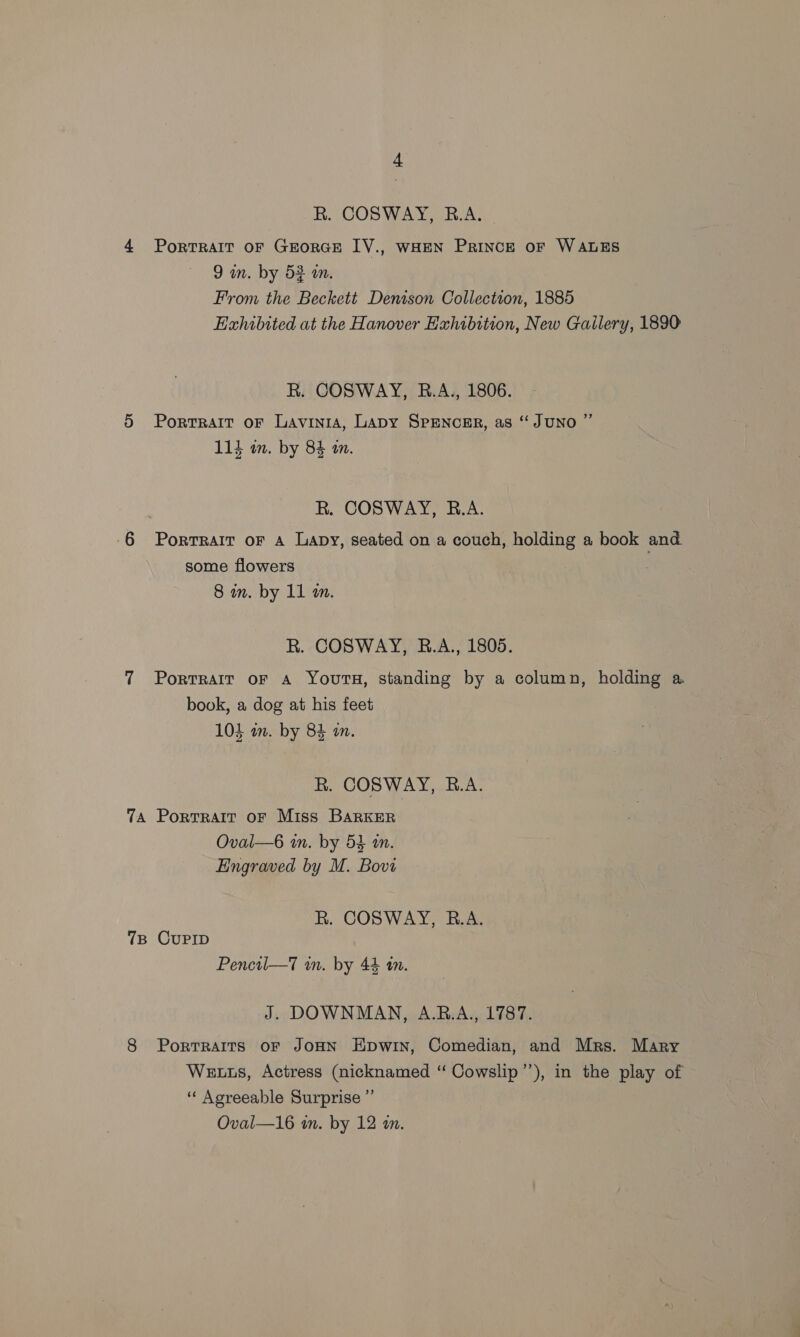 4
R. COSWAY, R.A.
4 PORTRAIT OF GEORGE IV., WHEN PRINCE OF WALES
9 in. by 5¾ in.
From the Beckett Denison Collection, 1885
Exhibited at the Hanover Exhibition, New Gallery, 1890
R. COSWAY, R.A., 1806.
5 PORTRAIT OF LAVINIA, LADY SPENCER, as “JUNO”
11½ in. by 8½ in.
R. COSWAY, R.A.
6 PORTRAIT OF A LADY, seated on a couch, holding a book and
some flowers
8 in. by 11 in.
R. COSWAY, R.A., 1805.
7 PORTRAIT OF A YOUTH, standing by a column, holding a
book, a dog at his feet
10½ in. by 8½ in.
R. COSWAY, R.A.
7A PORTRAIT OF MISS BARKER
Oval—6 in. by 5½ in.
Engraved by M. Bovi
R. COSWAY, R.A.
7B CUPID
Pencil—7 in. by 4½ in.
J. DOWNMAN, A.R.A., 1787.
8 PORTRAITS OF JOHN EDWIN, Comedian, and MRS. MARY
WELLS, Actress (nicknamed “Cowslip”), in the play of
“Agreeable Surprise”
Oval—16 in. by 12 in.